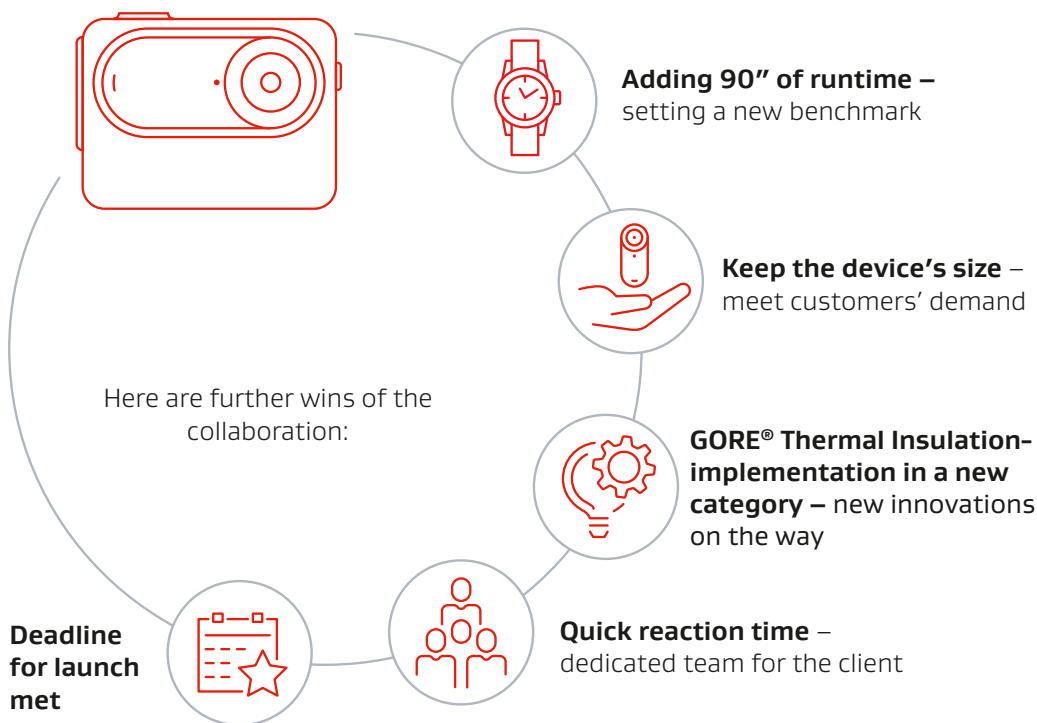 Adding 90″ of runtime –
setting a new benchmark
Keep the device’s size –
meet customers’ demand
Here are further wins of the
collaboration:
GORE® Thermal Insulation-
implementation in a new
category – new innovations
on the way
Quick reaction time –
dedicated team for the client
Deadline
for launch
met